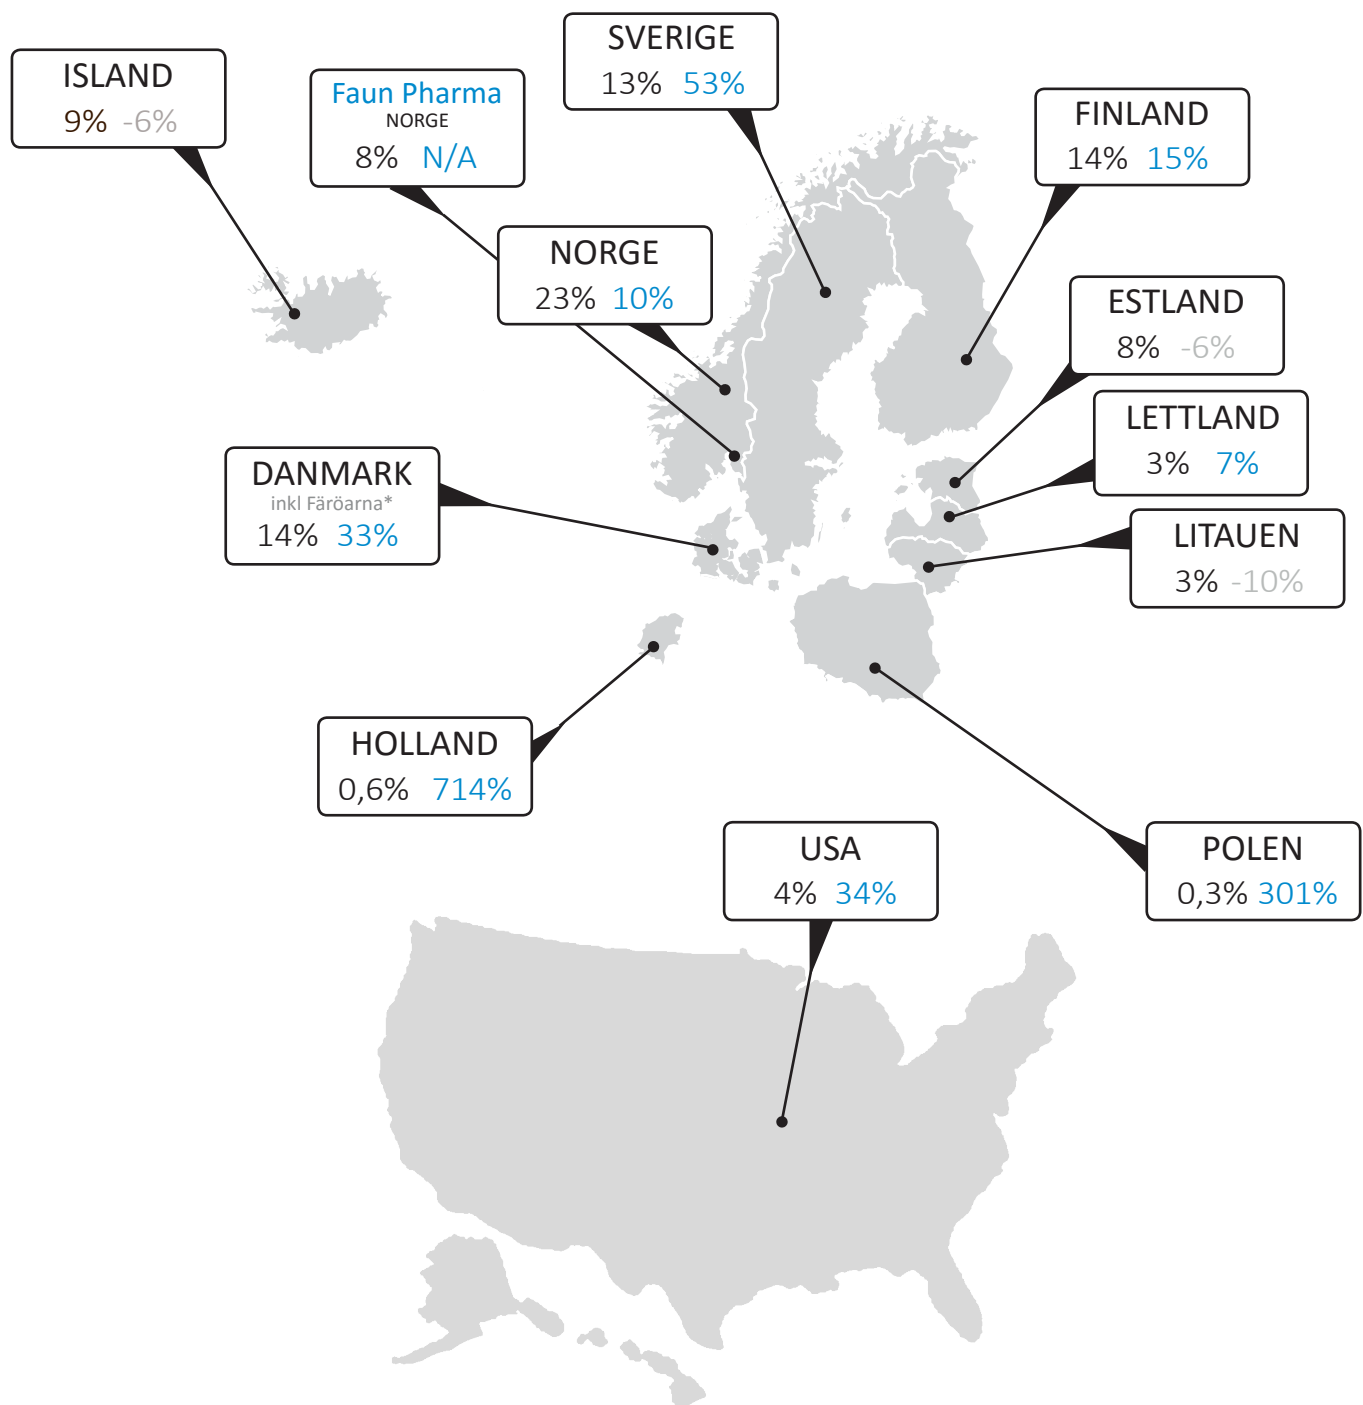 SVERIGE
13% 53%
ISLAND
9% -6%
Faun Pharma
NORGE
8% N/A
FINLAND
14% 15%
NORGE
23% 10%
ESTLAND
8% -6%
LETTLAND
3% 7%
DANMARK
inkl Färöarna*
14% 33%
LITAUEN
3% -10%
HOLLAND
0,6% 714%
USA
4% 34%
POLEN
0,3% 301%